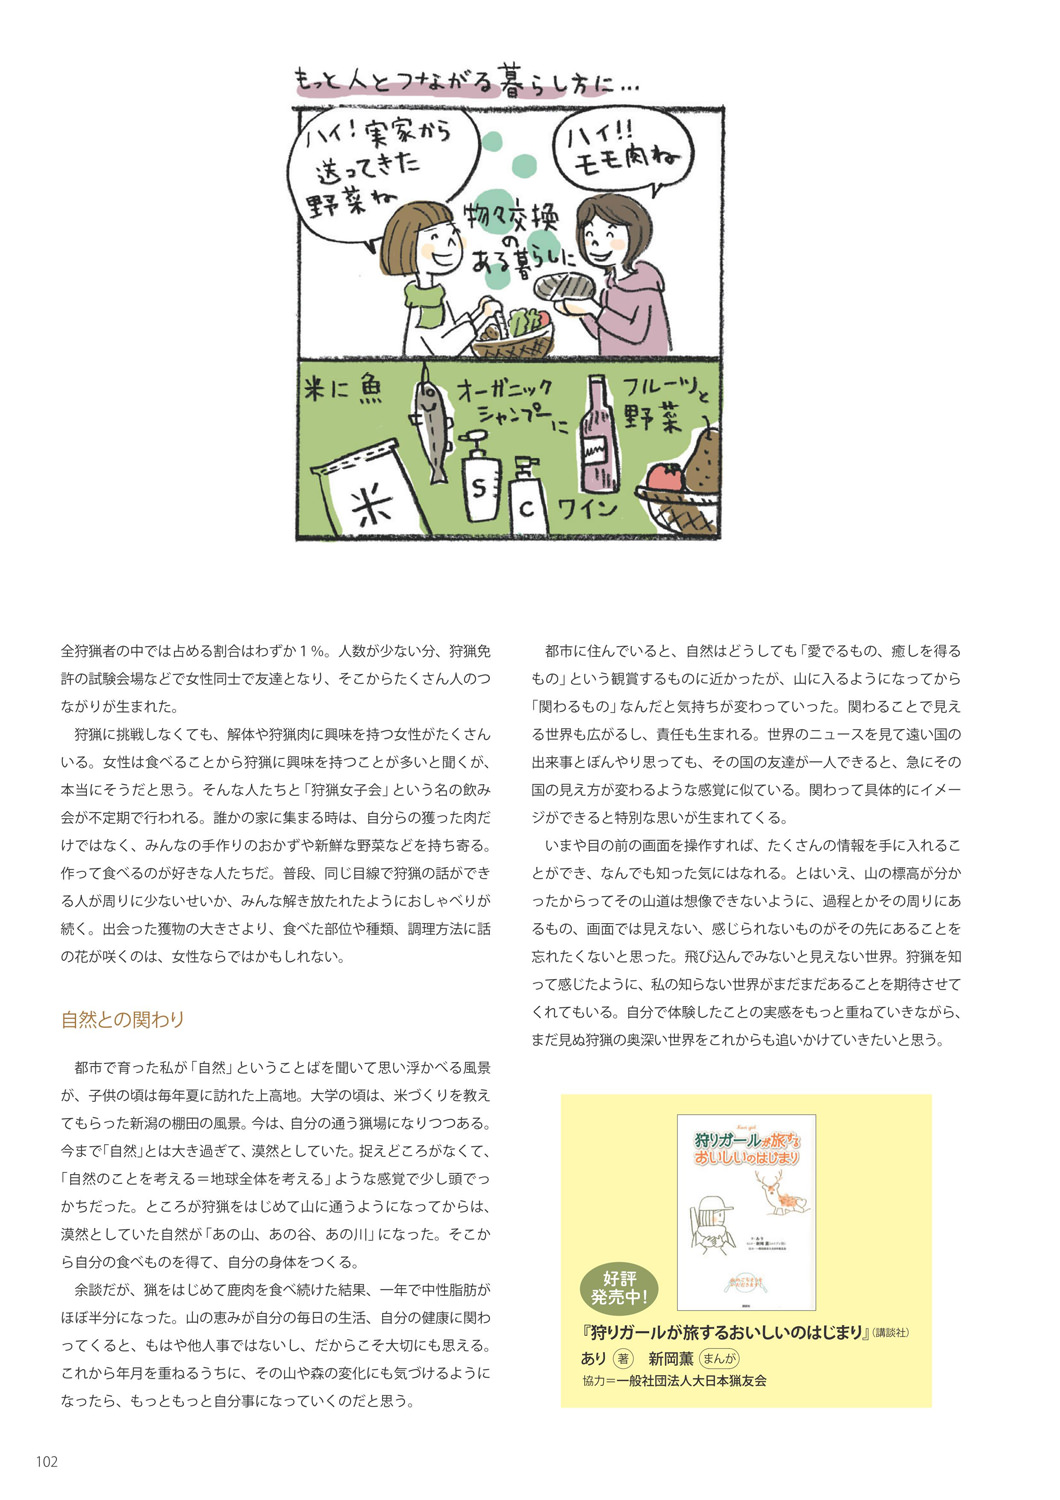 もっと人とつながる暮らし方に…
ハイ！実家から
送ってきた
野菜ね
ハイ!!
モモ肉ね
物々交換
の
ある暮らしに
米に魚
オーガニック
シャンプーに
フルーツと
野菜
米
S
C
ワイン
全狩猟者の中では占める割合はわずか1％。人数が少ない分、狩猟免
許の試験会場などで女性同士で友達となり、そこからたくさん人のつ
ながりが生まれた。
狩猟に挑戦しなくても、解体や狩猟肉に興味を持つ女性がたくさん
いる。女性は食べることから狩猟に興味を持つことが多いと聞くが、
本当にそうだと思う。そんな人たちと「狩猟女子会」という名の飲み
会が不定期で行われる。誰かの家に集まる時は、自分らの獲った肉だ
けではなく、みんなの手作りのおかずや新鮮な野菜などを持ち寄る。
作って食べるのが好きな人たちだ。普段、同じ目線で狩猟の話ができ
る人が周りに少ないせいか、みんな解き放たれたようにおしゃべりが
続く。出会った獲物の大きさより、食べた部位や種類、調理方法に話
の花が咲くのは、女性ならではかもしれない。
自然との関わり
都市で育った私が「自然」ということばを聞いて思い浮かべる風景
が、子供の頃は毎年夏に訪れた上高地。大学の頃は、米づくりを教え
てもらった新潟の棚田の風景。今は、自分の通う猟場になりつつある。
今まで「自然」とは大き過ぎて、漠然としていた。捉えどころがなくて、
「自然のことを考える＝地球全体を考える」ような感覚で少し頭でっ
かちだった。ところが狩猟をはじめて山に通うようになってからは、
漠然としていた自然が「あの山、あの谷、あの川」になった。そこか
ら自分の食べものを得て、自分の身体をつくる。
余談だが、猟をはじめて鹿肉を食べ続けた結果、一年で中性脂肪が
ほぼ半分になった。山の恵みが自分の毎日の生活、自分の健康に関わ
ってくると、もはや他人事ではないし、だからこそ大切にも思える。
これから年月を重ねるうちに、その山や森の変化にも気づけるように
なったら、もっともっと自分事になっていくのだと思う。
都市に住んでいると、自然はどうしても「愛でるもの、癒しを得る
もの」という観賞するものに近かったが、山に入るようになってから
「関わるもの」なんだと気持ちが変わっていった。関わることで見え
る世界も広がるし、責任も生まれる。世界のニュースを見て遠い国の
出来事とぼんやり思っても、その国の友達が一人できると、急にその
国の見え方が変わるような感覚に似ている。関わって具体的にイメー
ジができると特別な思いが生まれてくる。
いまや目の前の画面を操作すれば、たくさんの情報を手に入れるこ
とができ、なんでも知った気にはなれる。とはいえ、山の標高が分か
ったからってその山道は想像できないように、過程とかその周りにあ
るもの、画面では見えない、感じられないものがその先にあることを
忘れたくないと思った。飛び込んでみないと見えない世界。狩猟を知
って感じたように、私の知らない世界がまだまだあることを期待させて
くれてもいる。自分で体験したことの実感をもっと重ねていきながら、
まだ見ぬ狩猟の奥深い世界をこれからも追いかけていきたいと思う。
狩りガールが旅する
おいしいのはじまり
好評
発売中!
『狩りガールが旅するおいしいのはじまり』（講談社）
あり 著 新岡薫 まんが
協力＝一般社団法人大日本猟友会
102